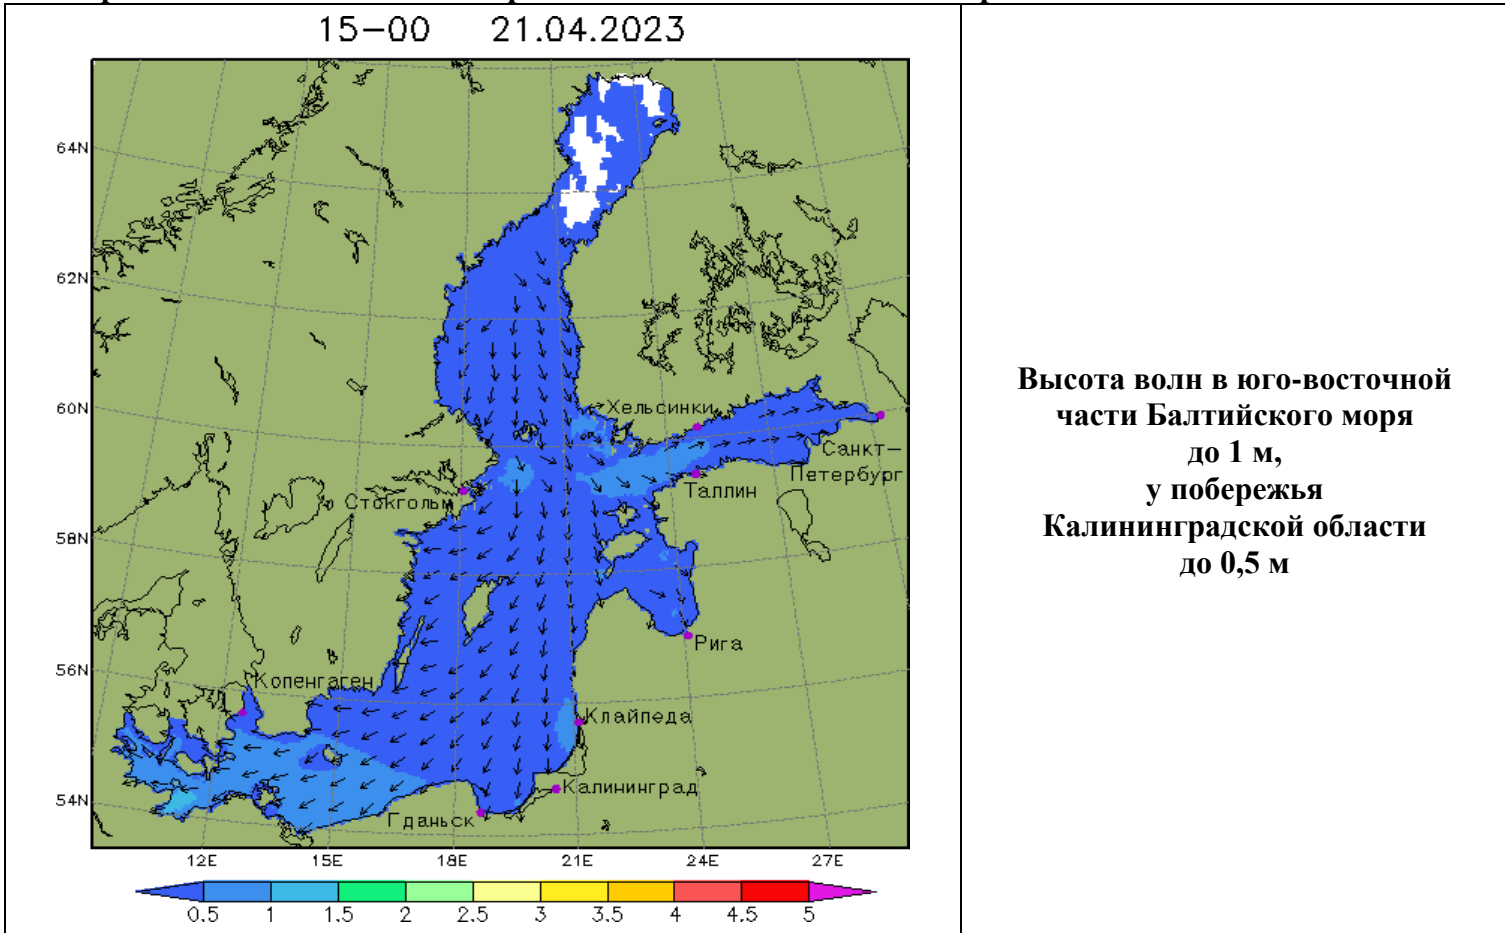 15-00 21.04.2023
64N
62N
60N
58N
56N
54N
Хельсинки
Санкт-
Петербург
Таллин
Стокгольм
Рига
Копенгаген
Клайпеда
Калининград
Гданьск
12E 15E 18E 21E 24E 27E
0.5 1 1.5 2 2.5 3 3.5 4 4.5 5
Высота волн в юго-восточной
части Балтийского моря
до 1 м,
у побережья
Калининградской области
до 0,5 м